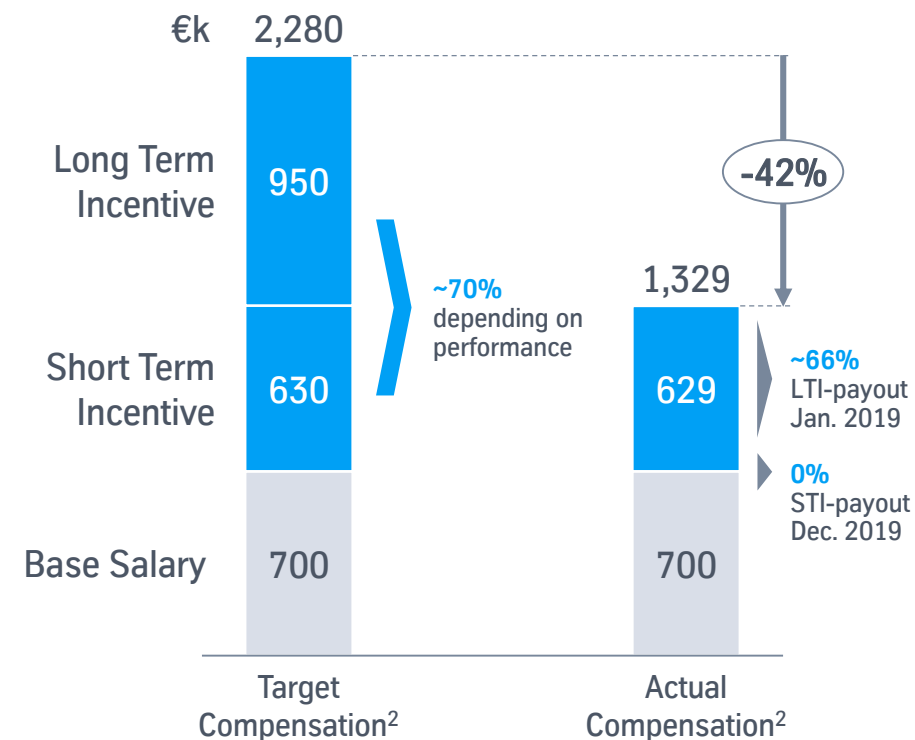 €k 2,280
Long Term
Incentive
950
-42%
~70%
depending on
performance
1,329
Short Term
Incentive
630
629
~66%
LTI-payout
Jan. 2019
0%
STI-payout
Dec. 2019
Base Salary
700
700
Target
Compensation²
Actual
Compensation²